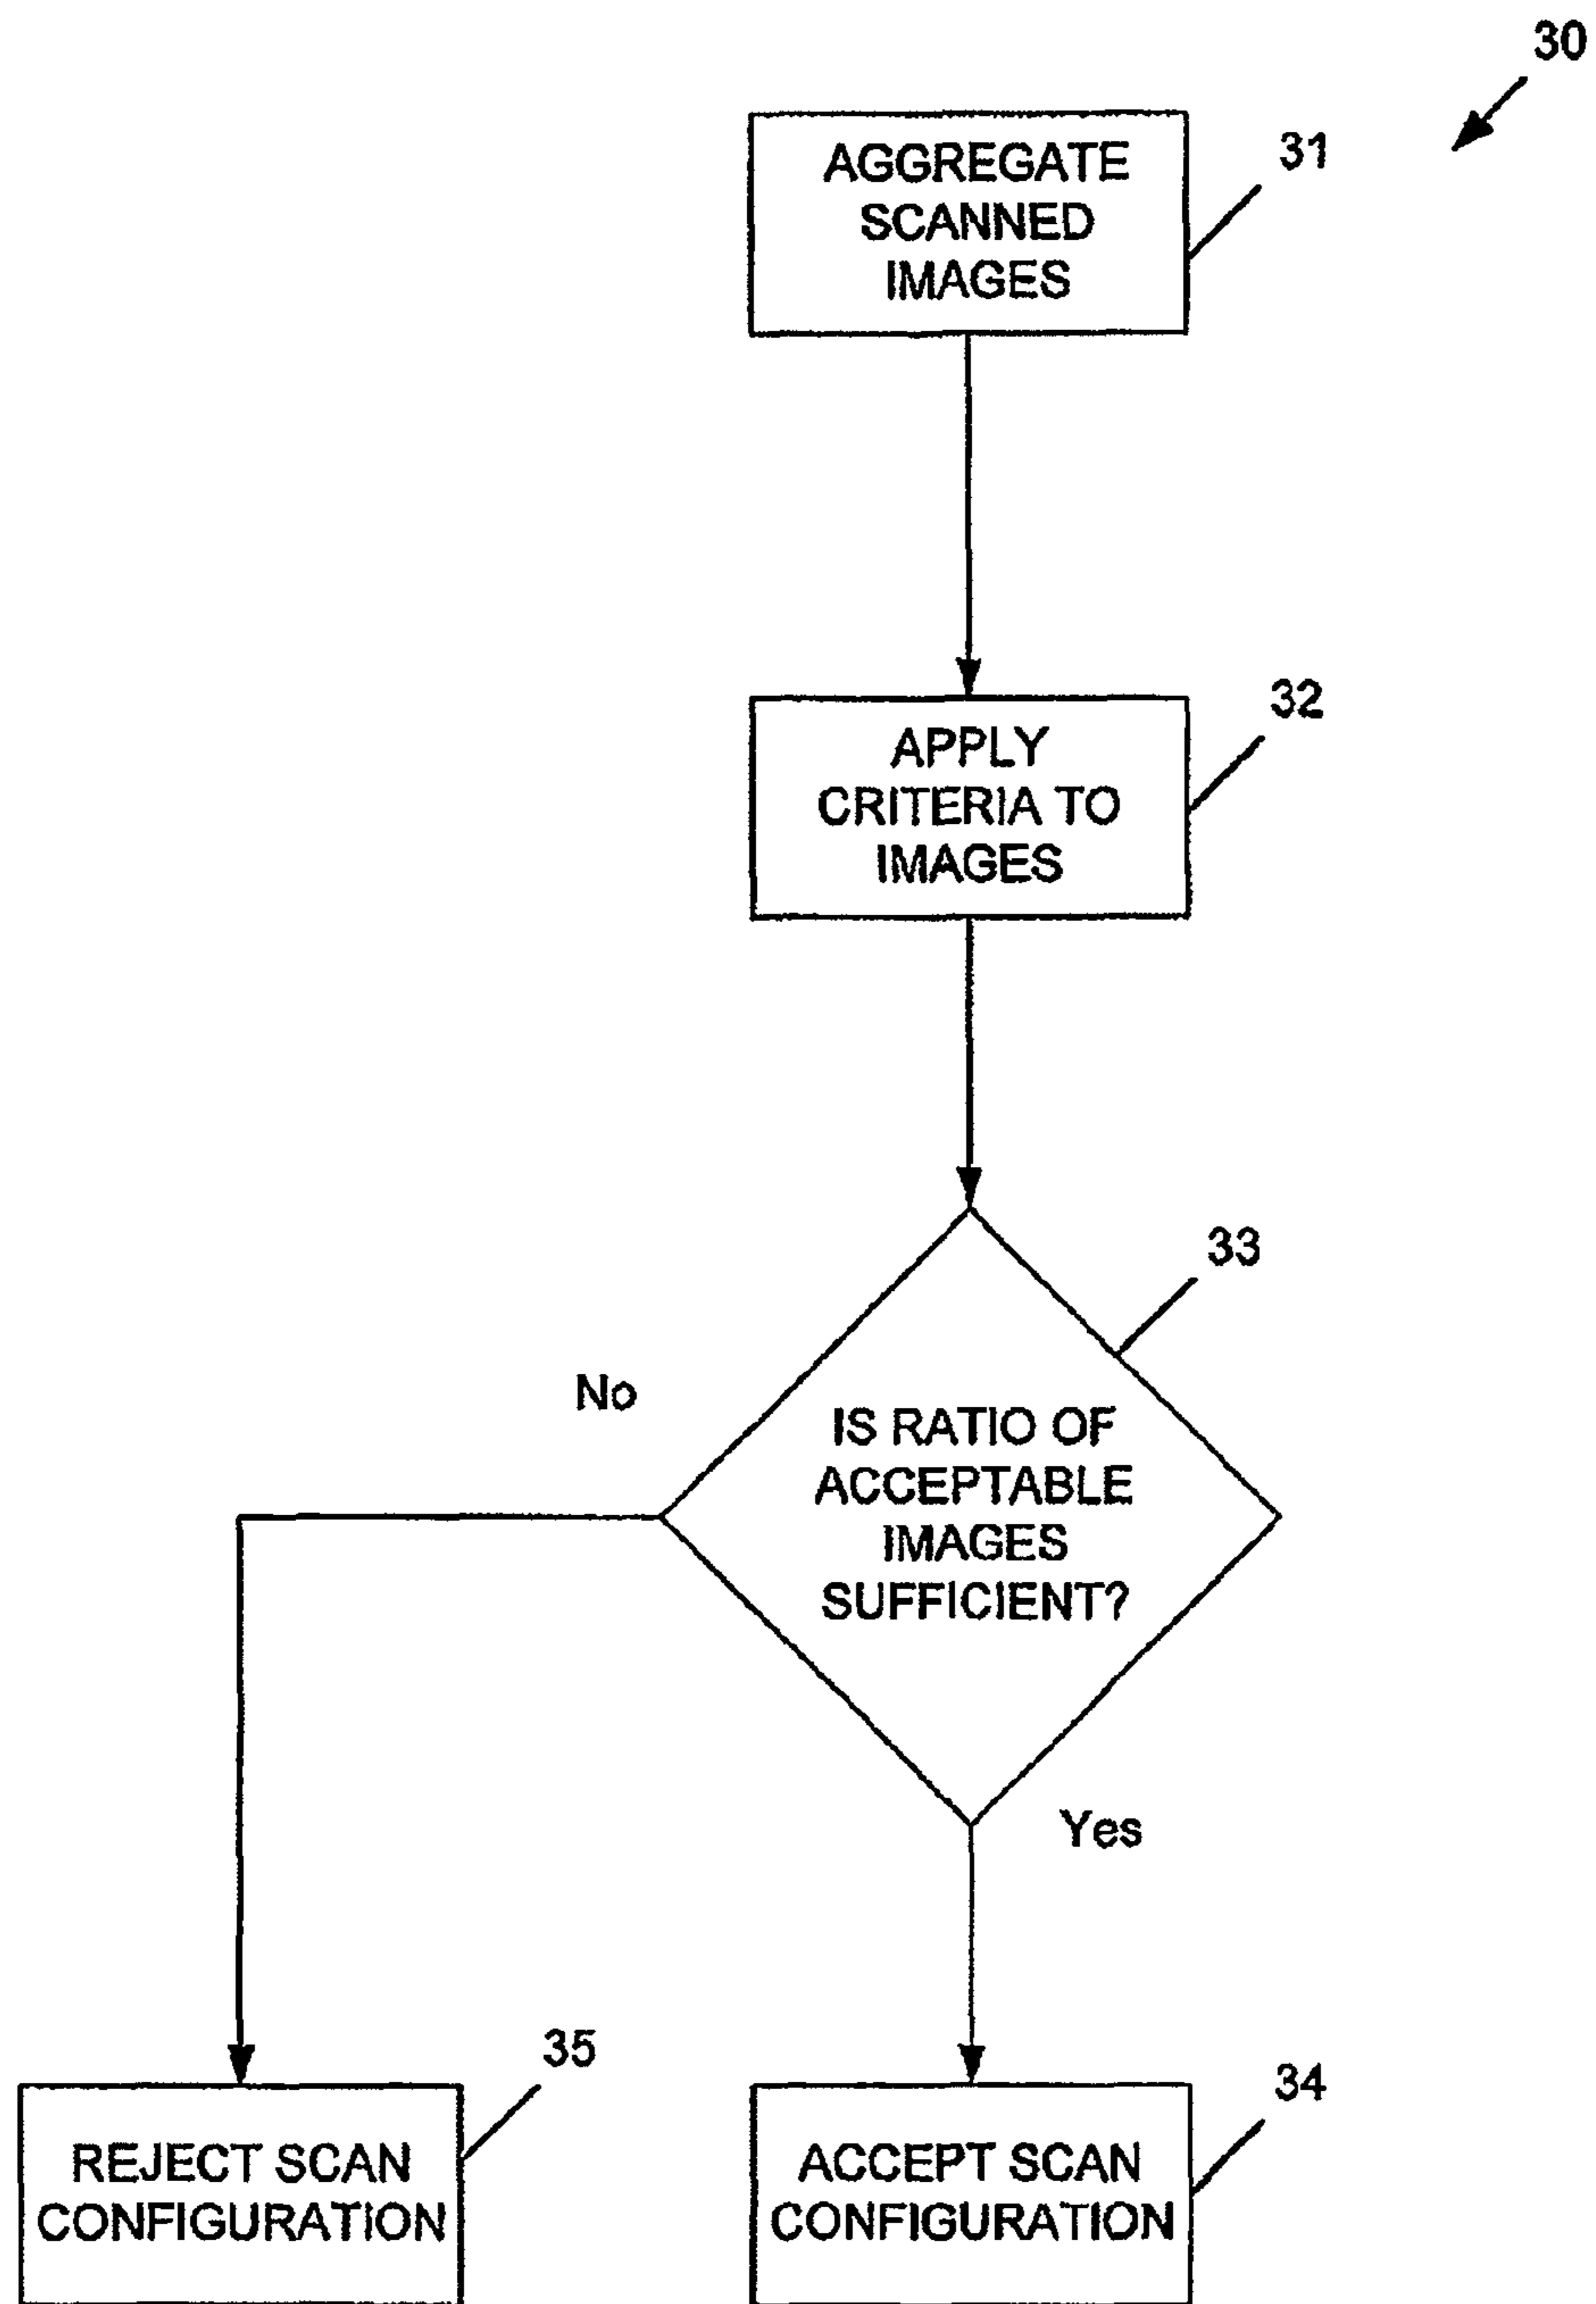 30
AGGREGATE
SCANNED
IMAGES
31
APPLY
CRITERIA TO
IMAGES
32
33
No
IS RATIO OF
ACCEPTABLE
IMAGES
SUFFICIENT?
Yes
35
REJECT SCAN
CONFIGURATION
34
ACCEPT SCAN
CONFIGURATION